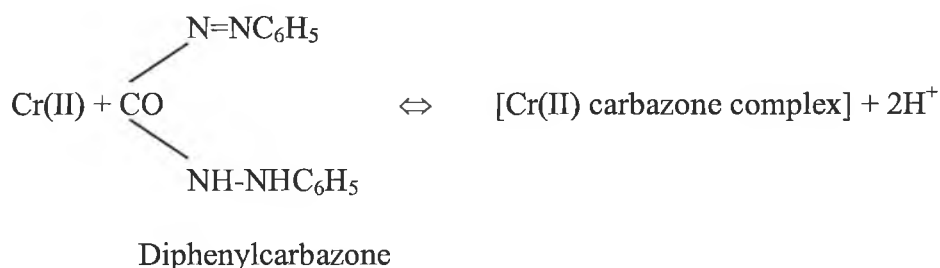 N=NC₆H₅
Cr(II) + CO ⇔ [Cr(II) carbazone complex] + 2H⁺
NH-NHC₆H₅
Diphenylcarbazone